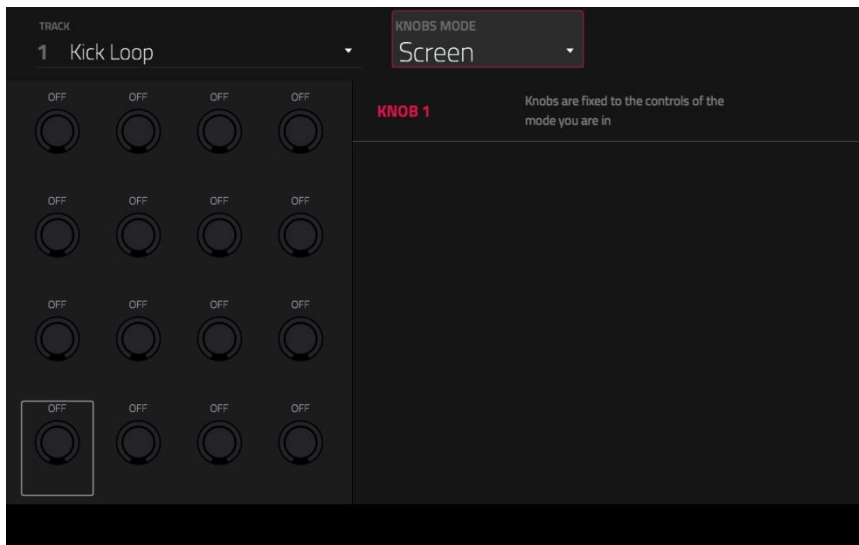 TRACK
1 Kick Loop
KNOBS MODE
Screen
OFF OFF OFF OFF
OFF OFF OFF OFF
OFF OFF OFF OFF
OFF OFF OFF OFF
KNOB 1
Knobs are fixed to the controls of the
mode you are in